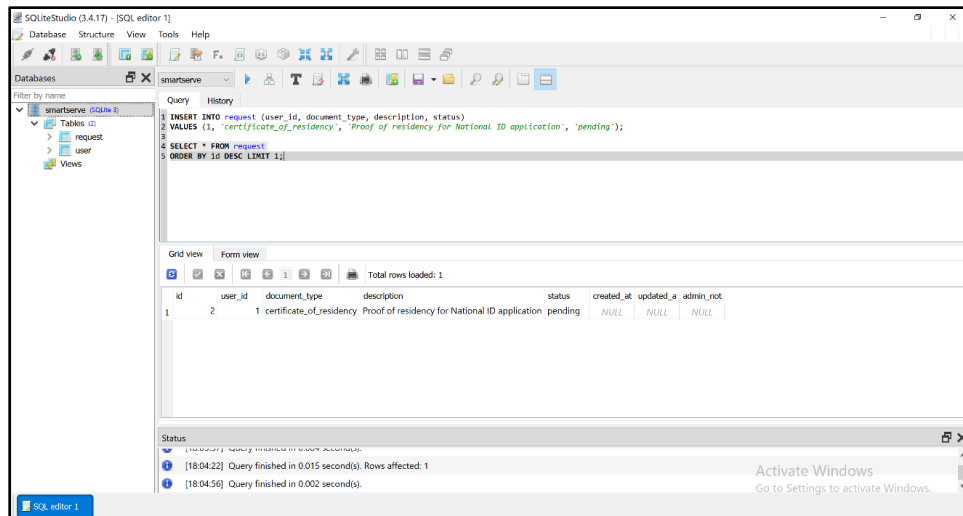 SQLiteStudio (3.4.17) - [SQL editor 1]
Database Structure View Tools Help
Databases
smartserve
Filter by name
Query History
smartserve (SQLite 3)
Tables (2)
request
user
Views
1 INSERT INTO request (user_id, document_type, description, status)
2 VALUES (1, 'certificate_of_residency', 'Proof of residency for National ID application', 'pending');
3
4 SELECT * FROM request
5 ORDER BY id DESC LIMIT 1;
Grid view Form view
1 Total rows loaded: 1
id user_id document_type description status created_at updated_a admin_not
1 2 1 certificate_of_residency Proof of residency for National ID application pending NULL NULL NULL
Status
[18:04:22] Query finished in 0.015 second(s). Rows affected: 1
[18:04:56] Query finished in 0.002 second(s).
Activate Windows
Go to Settings to activate Windows.
SQL editor 1